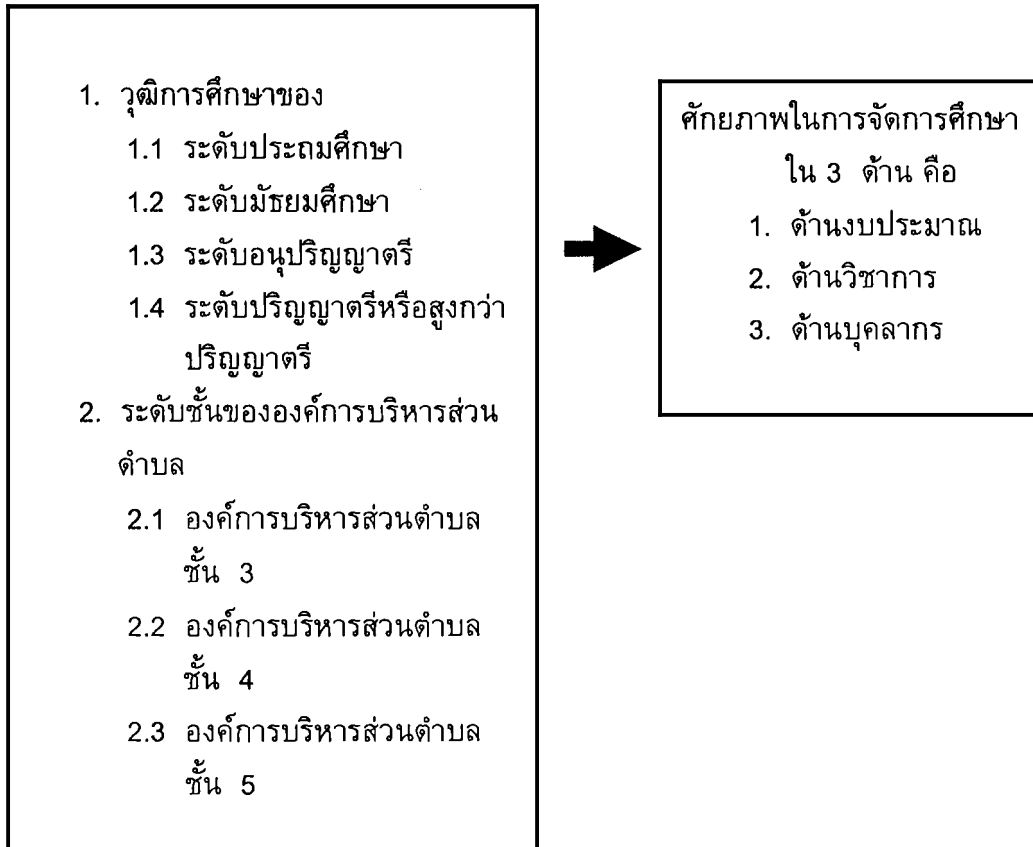 1. วุฒิการศึกษาของ
1.1 ระดับประถมศึกษา
1.2 ระดับมัธยมศึกษา
1.3 ระดับอนุปริญญาตรี
1.4 ระตับปริญญาตรีหรือสูงกว่า
ปริญญาตรี
2. ระดับชั้นขององค์การบริหารส่วน
ตำบล
2.1 องค์การบริหารส่วนตำบล
ชั้น 3
2.2 องค์การบริหารส่วนตำบล
ชั้น 4
2.3 องค์การบริหารส่วนตำบล
ชั้น 5
ศักยภาพในการจัดการศึกษา
ใน 3 ด้าน คือ
1. ด้านงบประมาณ
2. ด้านวิชาการ
3. ด้านบุคลากร